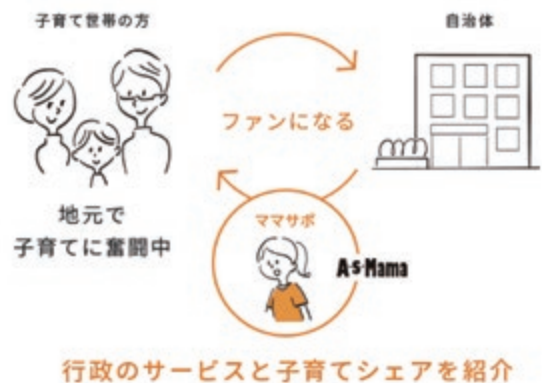 子育て世帯の方
自治体
ファンになる
地元で
子育てに奮闘中
ママサポ
AsMama
行政のサービスと子育てシェアを紹介